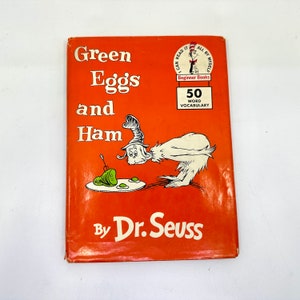 Green
Eggs
and
Ham
I CAN READ IT ALL BY MYSELF
Beginner Books
50
WORD
VOCABULARY
By Dr. Seuss